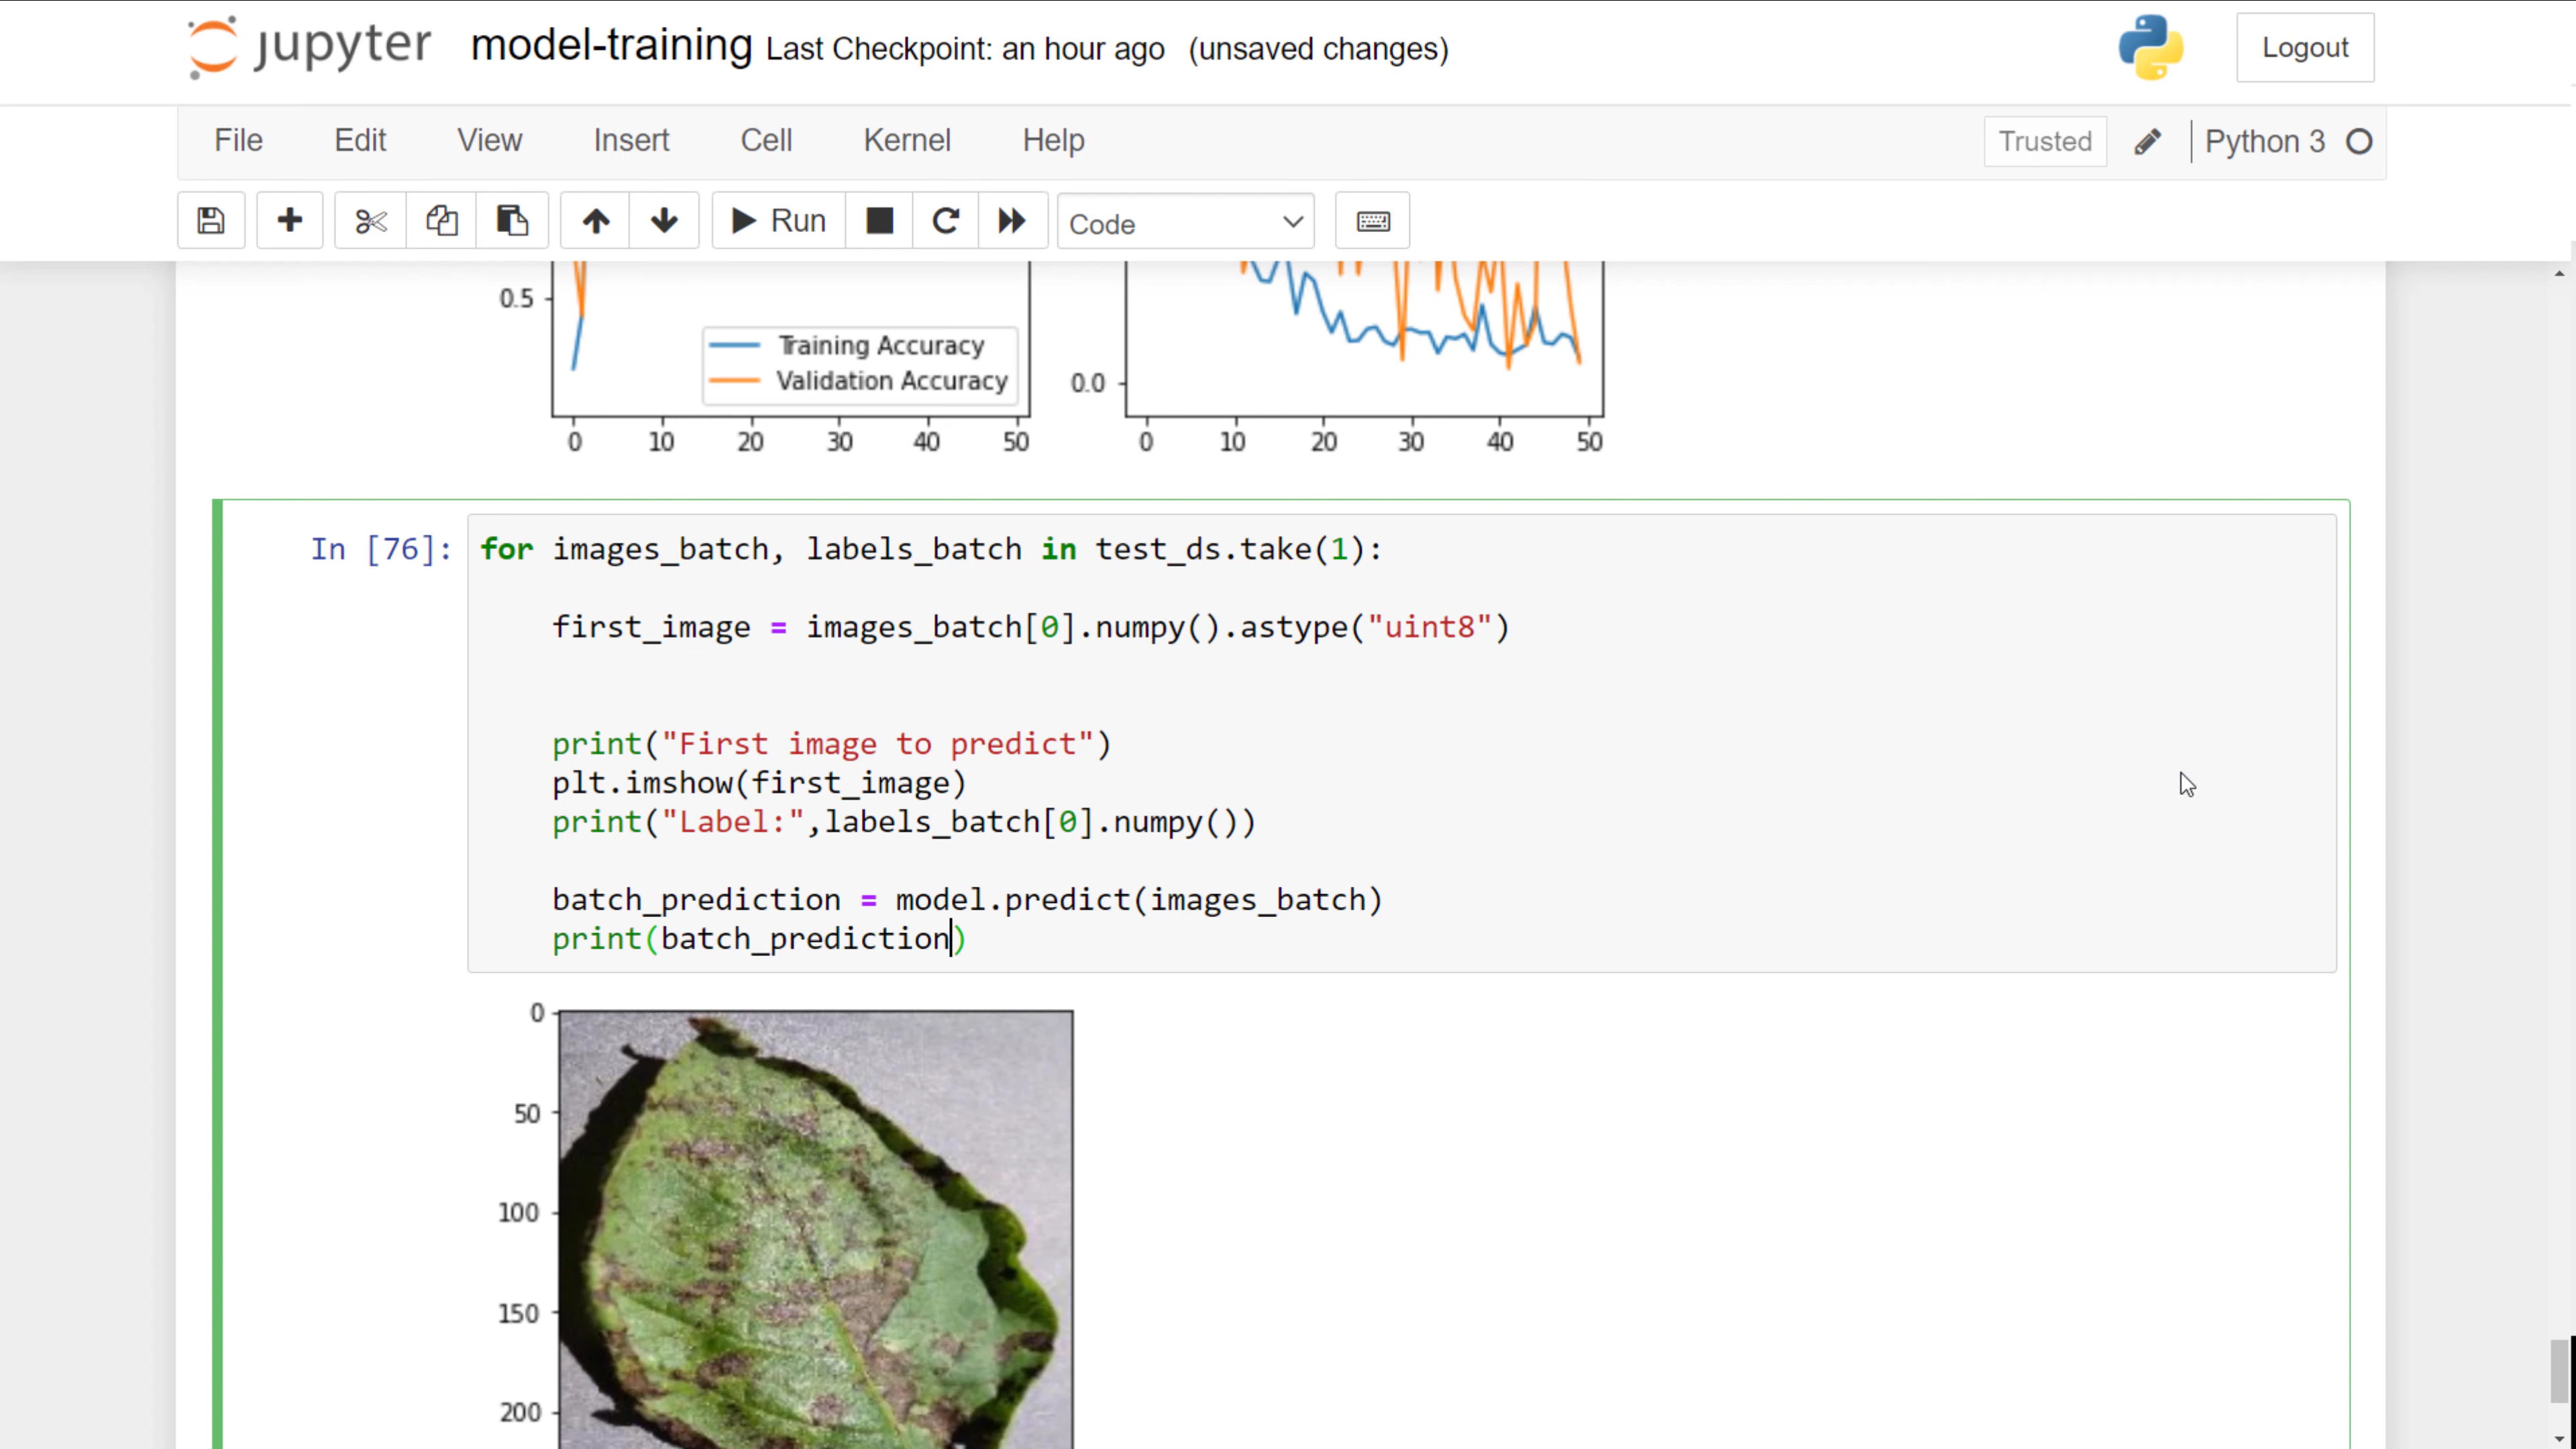 jupyter model-training Last Checkpoint: an hour ago (unsaved changes) Logout
File Edit View Insert Cell Kernel Help Trusted Python 3
Run Code
0.5
Training Accuracy
Validation Accuracy
0.0
0 10 20 30 40 50 0 10 20 30 40 50
In [76]: for images_batch, labels_batch in test_ds.take(1):
first_image = images_batch[0].numpy().astype("uint8")
print("First image to predict")
plt.imshow(first_image)
print("Label:",labels_batch[0].numpy())
batch_prediction = model.predict(images_batch)
print(batch_prediction)
0
50
100
150
200